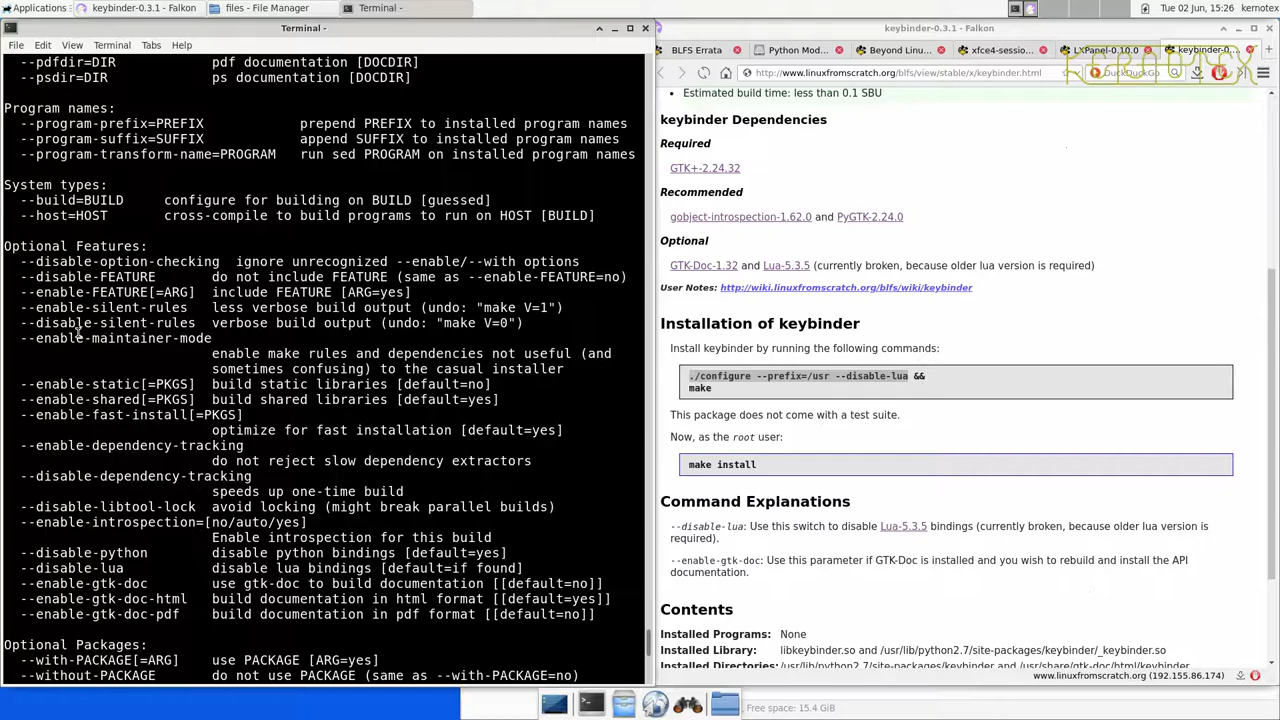 Applications
keybinder-0.3.1 - Falkon
files - File Manager
Terminal -
Tue 02 Jun, 15:26
kernotex
Terminal -
File Edit View Terminal Tabs Help
--pdfdir=DIR pdf documentation [DOCDIR]
--psdir=DIR ps documentation [DOCDIR]
Program names:
--program-prefix=PREFIX prepend PREFIX to installed program names
--program-suffix=SUFFIX append SUFFIX to installed program names
--program-transform-name=PROGRAM run sed PROGRAM on installed program names
System types:
--build=BUILD configure for building on BUILD [guessed]
--host=HOST cross-compile to build programs to run on HOST [BUILD]
Optional Features:
--disable-option-checking ignore unrecognized --enable/--with options
--disable-FEATURE do not include FEATURE (same as --enable-FEATURE=no)
--enable-FEATURE[=ARG] include FEATURE [ARG=yes]
--enable-silent-rules less verbose build output (undo: "make V=1")
--disable-silent-rules verbose build output (undo: "make V=0")
--enable-maintainer-mode
enable make rules and dependencies not useful (and
sometimes confusing) to the casual installer
--enable-static[=PKGS] build static libraries [default=no]
--enable-shared[=PKGS] build shared libraries [default=yes]
--enable-fast-install[=PKGS]
optimize for fast installation [default=yes]
--enable-dependency-tracking
do not reject slow dependency extractors
--disable-dependency-tracking
speeds up one-time build
--disable-libtool-lock avoid locking (might break parallel builds)
--enable-introspection=[no/auto/yes]
Enable introspection for this build
--disable-python disable python bindings [default=yes]
--disable-lua disable lua bindings [default=if found]
--enable-gtk-doc use gtk-doc to build documentation [[default=no]]
--enable-gtk-doc-html build documentation in html format [[default=yes]]
--enable-gtk-doc-pdf build documentation in pdf format [[default=no]]
Optional Packages:
--with-PACKAGE[=ARG] use PACKAGE [ARG=yes]
--without-PACKAGE do not use PACKAGE (same as --with-PACKAGE=no)
keybinder-0.3.1 - Falkon
BLFS Errata
Python Mod...
Beyond Linu...
xfce4-sessio...
LXPanel-0.10.0
keybinder-0...
http://www.linuxfromscratch.org/blfs/view/stable/x/keybinder.html
DuckDuckGo
KERNOTEX
Estimated build time: less than 0.1 SBU
keybinder Dependencies
Required
GTK+-2.24.32
Recommended
gobject-introspection-1.62.0 and PyGTK-2.24.0
Optional
GTK-Doc-1.32 and Lua-5.3.5 (currently broken, because older lua version is required)
User Notes: http://wiki.linuxfromscratch.org/blfs/wiki/keybinder
Installation of keybinder
Install keybinder by running the following commands:
./configure --prefix=/usr --disable-lua &&
make
This package does not come with a test suite.
Now, as the root user:
make install
Command Explanations
--disable-lua: Use this switch to disable Lua-5.3.5 bindings (currently broken, because older lua version is
required).
--enable-gtk-doc: Use this parameter if GTK-Doc is installed and you wish to rebuild and install the API
documentation.
Contents
Installed Programs: None
Installed Library: libkeybinder.so and /usr/lib/python2.7/site-packages/keybinder/_keybinder.so
Installed Directories: /usr/lib/python2.7/site-packages/keybinder and /usr/share/gtk-doc/html/keybinder
www.linuxfromscratch.org (192.155.86.174)
Free space: 15.4 GiB